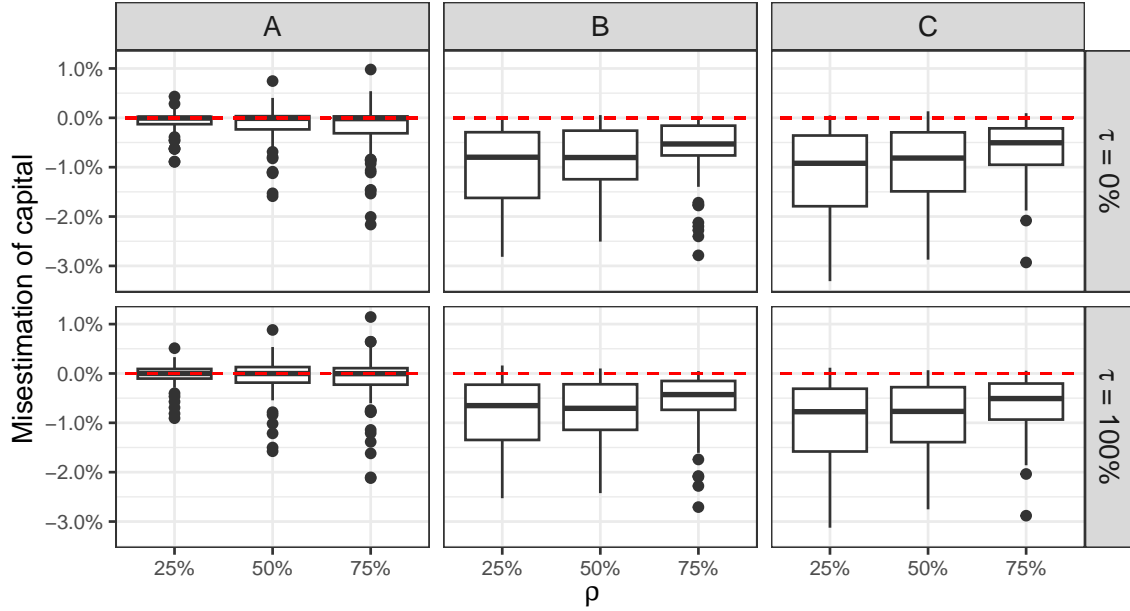 A B C
1.0%
0.0%
−1.0%
−2.0%
−3.0%
τ = 0%
1.0%
0.0%
−1.0%
−2.0%
−3.0%
τ = 100%
Misestimation of capital
25% 50% 75% 25% 50% 75% 25% 50% 75%
ρ